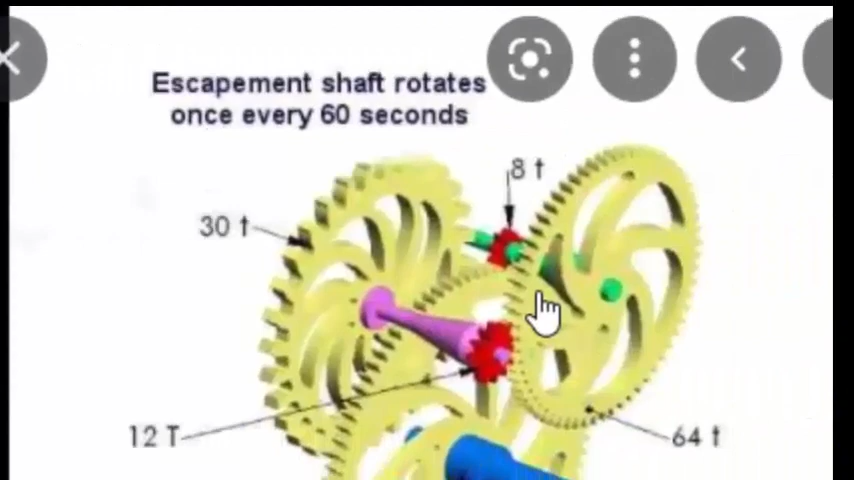 Escapement shaft rotates
once every 60 seconds
8 t
30 t
12 T
64 t